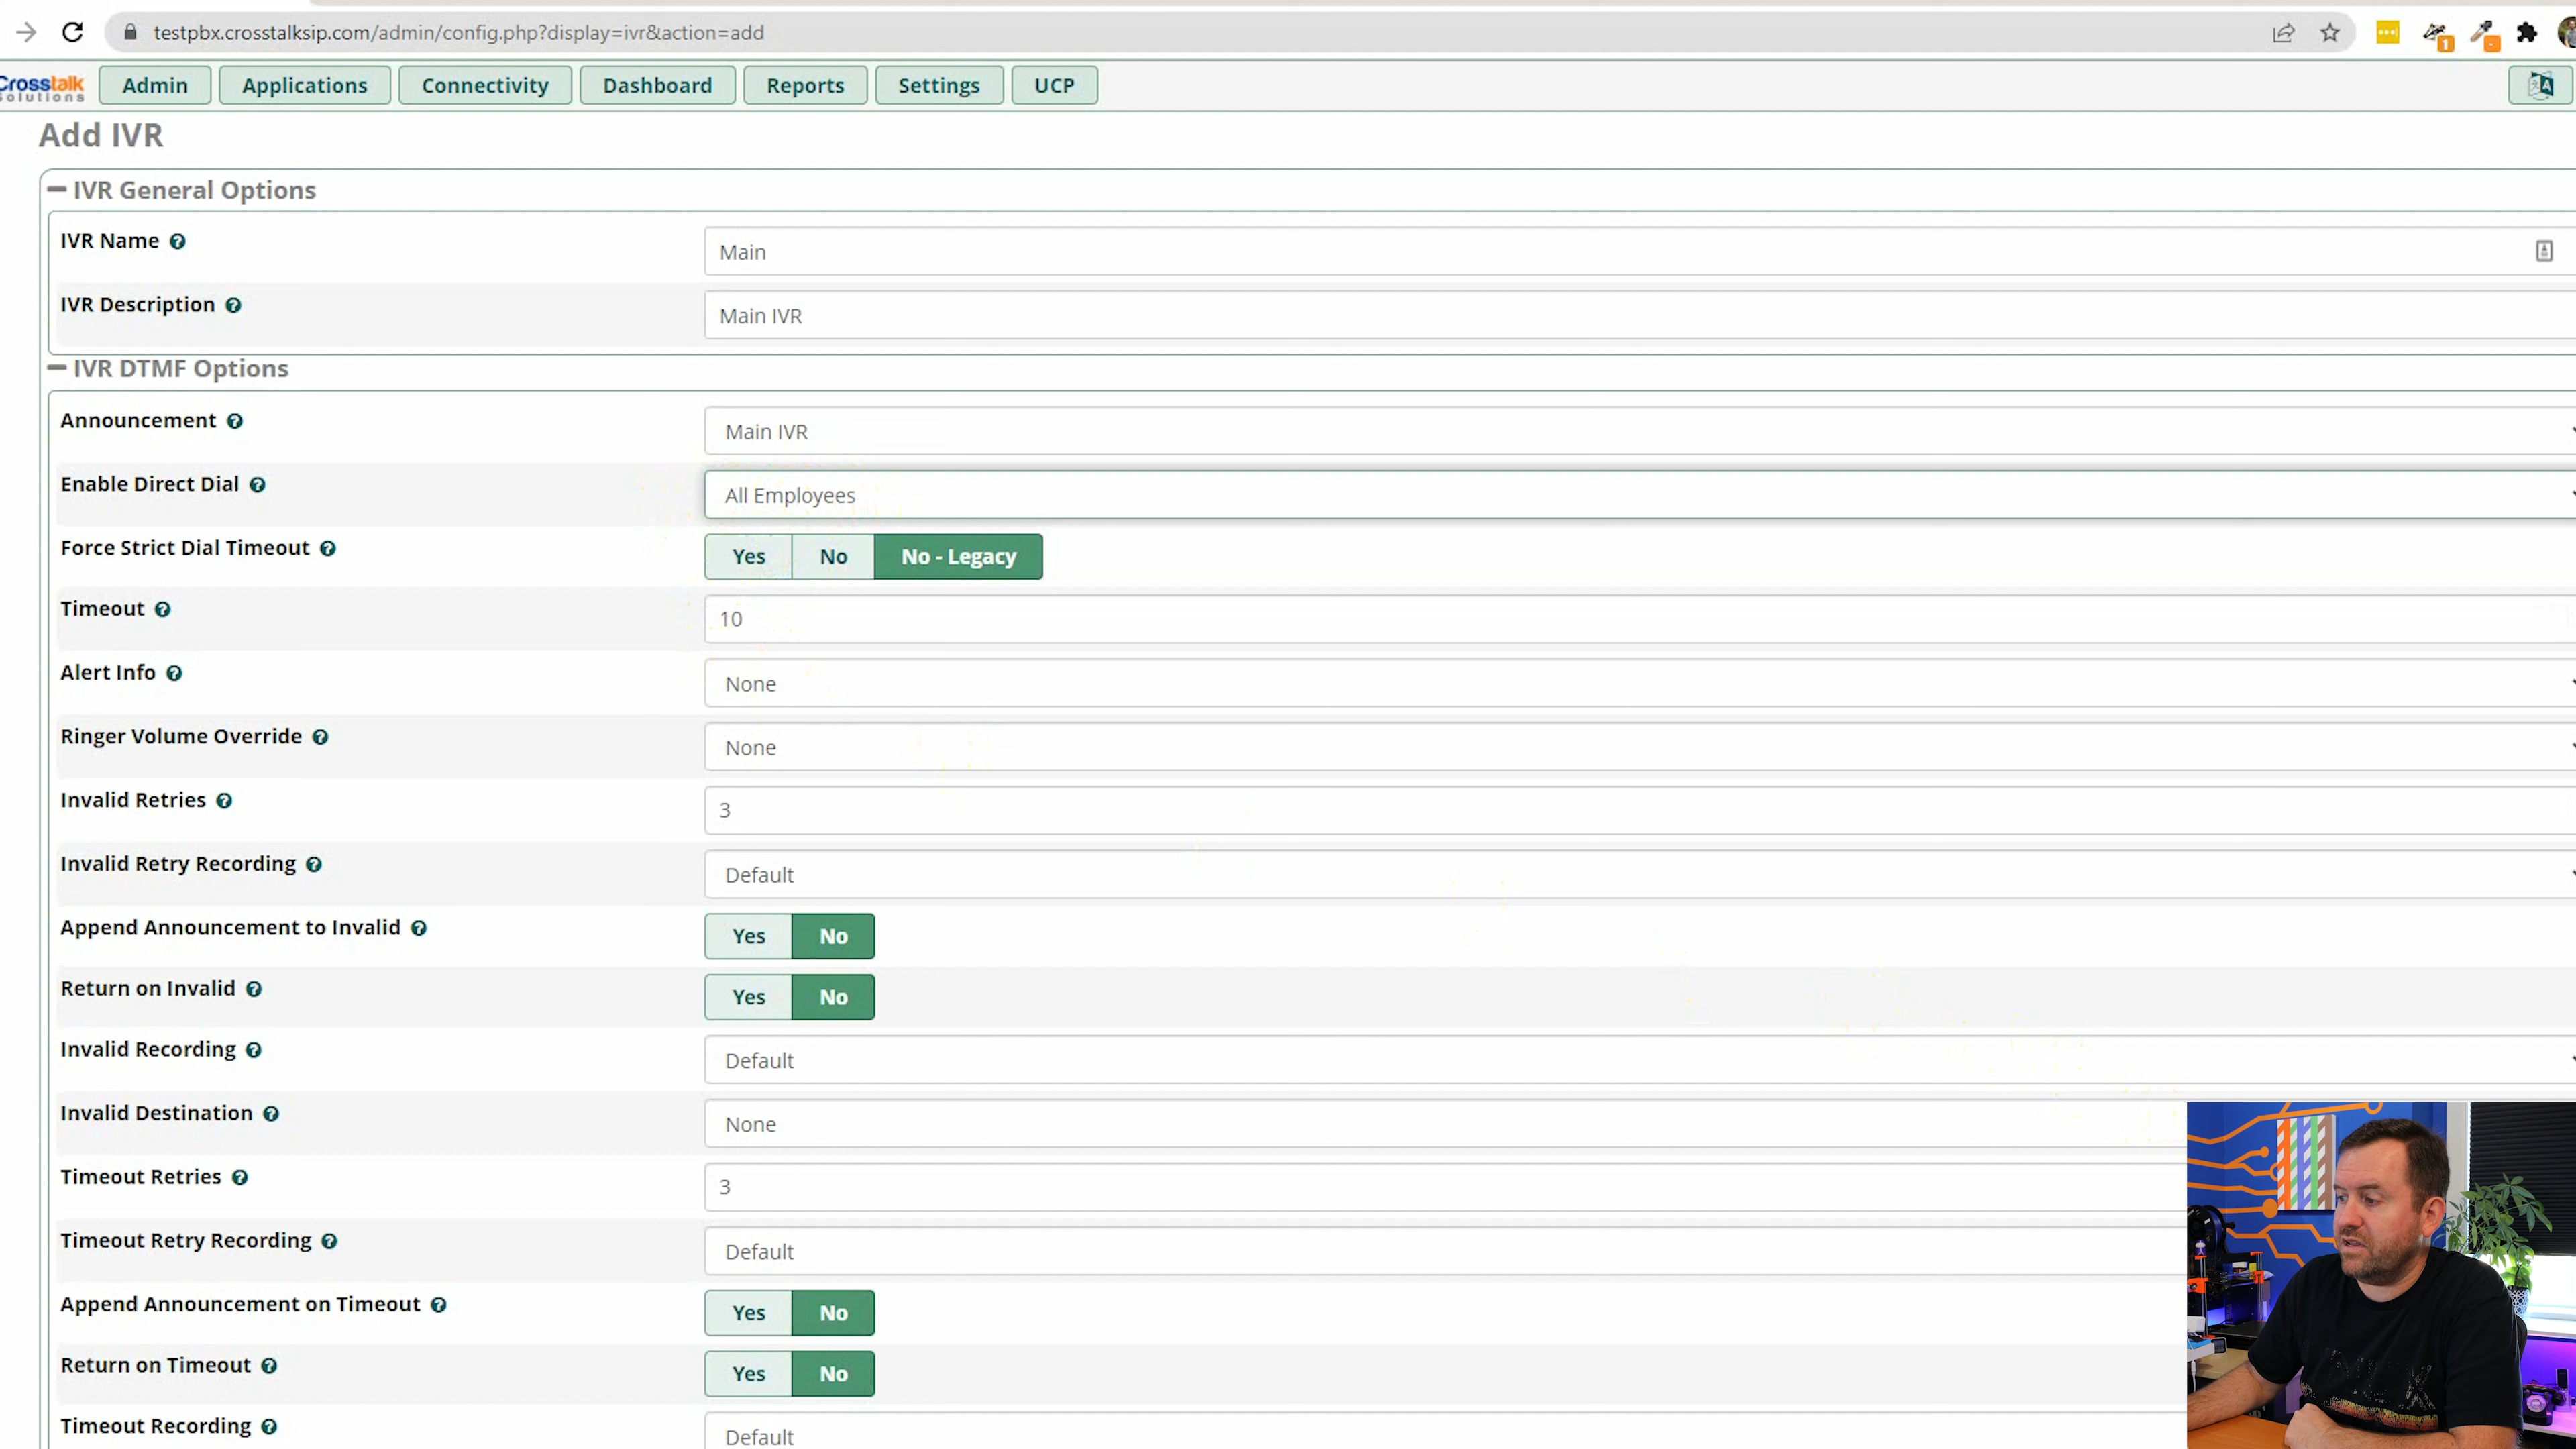 testpbx.crosstalksip.com/admin/config.php?display=ivr&action=add
Crosstalk
Solutions
Admin
Applications
Connectivity
Dashboard
Reports
Settings
UCP
Add IVR
IVR General Options
IVR Name
Main
IVR Description
Main IVR
IVR DTMF Options
Announcement
Main IVR
Enable Direct Dial
All Employees
Force Strict Dial Timeout
Yes No No - Legacy
Timeout
10
Alert Info
None
Ringer Volume Override
None
Invalid Retries
3
Invalid Retry Recording
Default
Append Announcement to Invalid
Yes No
Return on Invalid
Yes No
Invalid Recording
Default
Invalid Destination
None
Timeout Retries
3
Timeout Retry Recording
Default
Append Announcement on Timeout
Yes No
Return on Timeout
Yes No
Timeout Recording
Default